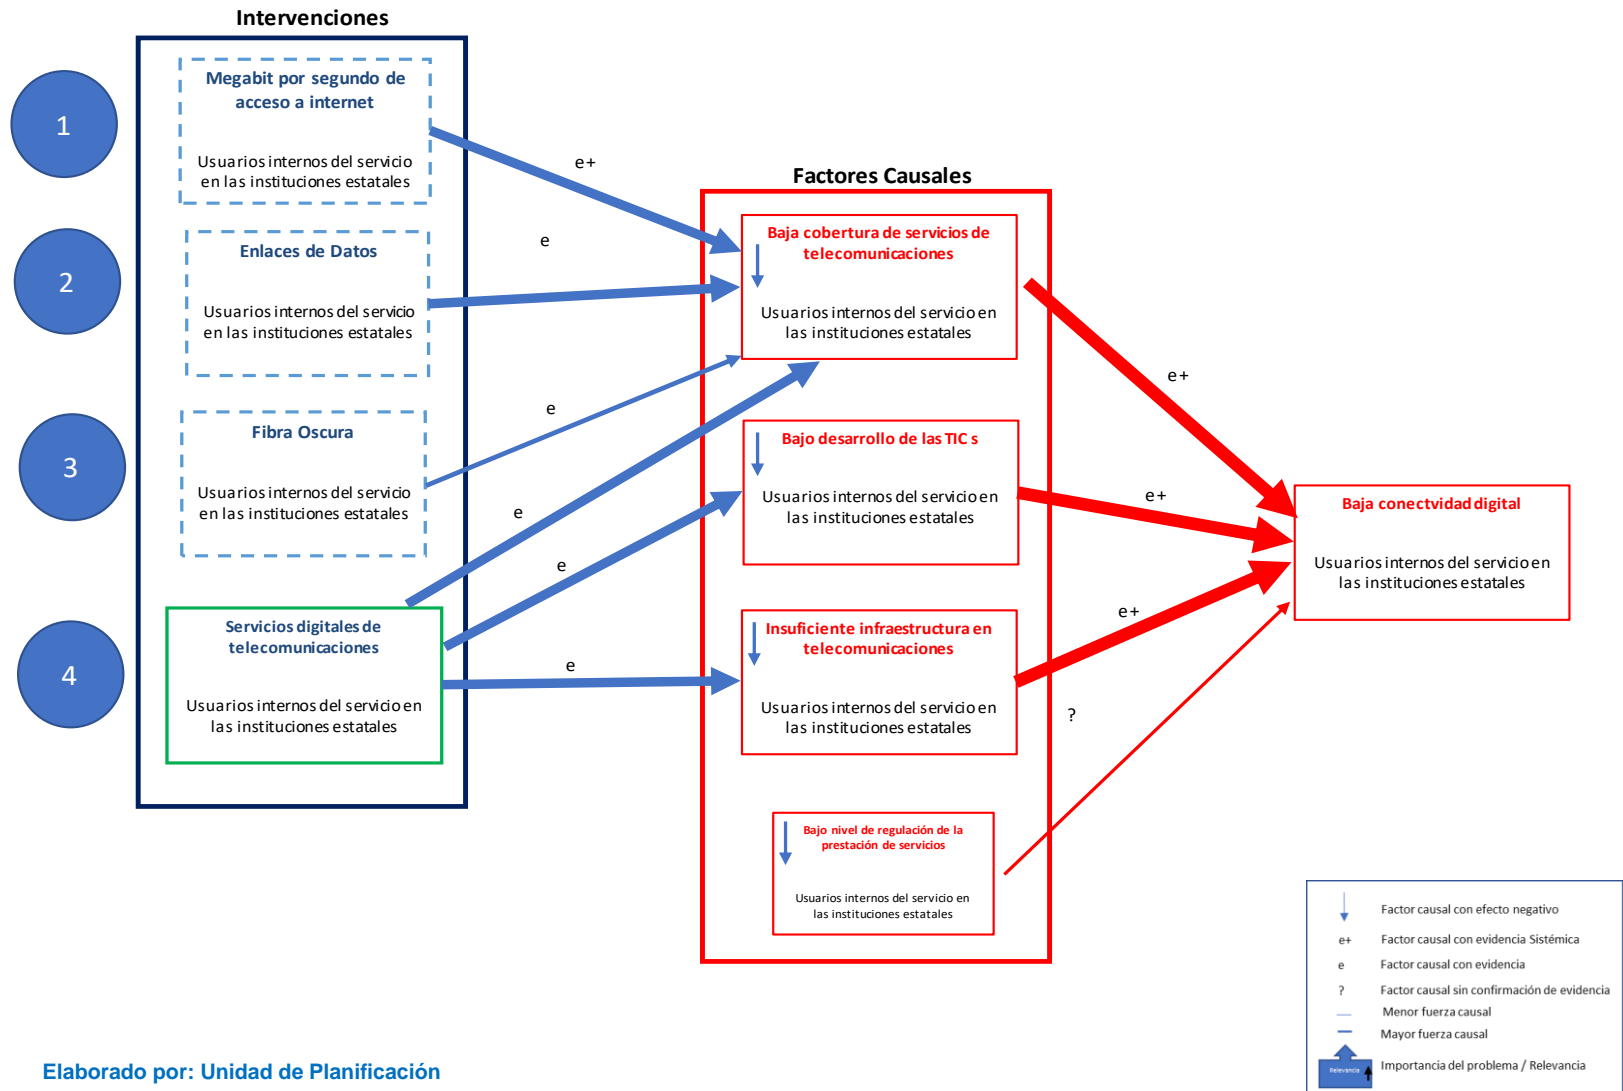 Intervenciones
1
Megabit por segundo de
acceso a internet
Usuarios internos del servicio
en las instituciones estatales
2
Enlaces de Datos
Usuarios internos del servicio
en las instituciones estatales
3
Fibra Oscura
Usuarios internos del servicio
en las instituciones estatales
4
Servicios digitales de
telecomunicaciones
Usuarios internos del servicio en
las instituciones estatales
e+
e
e
e
e
e
Factores Causales
Baja cobertura de servicios de
telecomunicaciones
Usuarios internos del servicio en
las instituciones estatales
Bajo desarrollo de las TIC s
Usuarios internos del servicio en
las instituciones estatales
Insuficiente infraestructura en
telecomunicaciones
Usuarios internos del servicio en
las instituciones estatales
Bajo nivel de regulación de la
prestación de servicios
Usuarios internos del servicio en
las instituciones estatales
e+
e+
e+
?
Baja conectvidad digital
Usuarios internos del servicio en
las instituciones estatales
Factor causal con efecto negativo
e+ Factor causal con evidencia Sistémica
e Factor causal con evidencia
? Factor causal sin confirmación de evidencia
Menor fuerza causal
Mayor fuerza causal
Relevancia Importancia del problema / Relevancia
Elaborado por: Unidad de Planificación